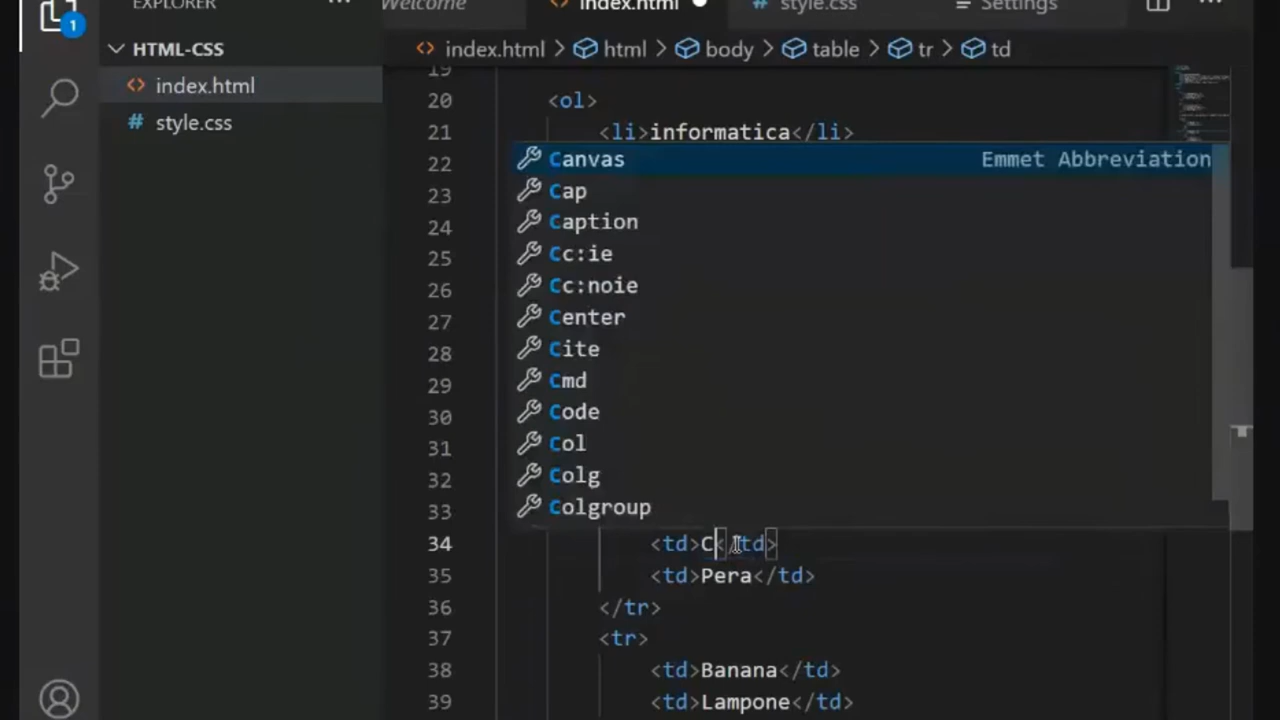 EXPLORER
Welcome
index.html
style.css
Settings
1
HTML-CSS
index.html
style.css
index.html > html > body > table > tr > td
19
20 <ol>
21 <li>informatica</li>
22
23
24
25
26
27
28
29
30
31
32
33
Canvas Emmet Abbreviation
Cap
Caption
Cc:ie
Cc:noie
Center
Cite
Cmd
Code
Col
Colg
Colgroup
34 <td>C</td>
35 <td>Pera</td>
36 </tr>
37 <tr>
38 <td>Banana</td>
39 <td>Lampone</td>